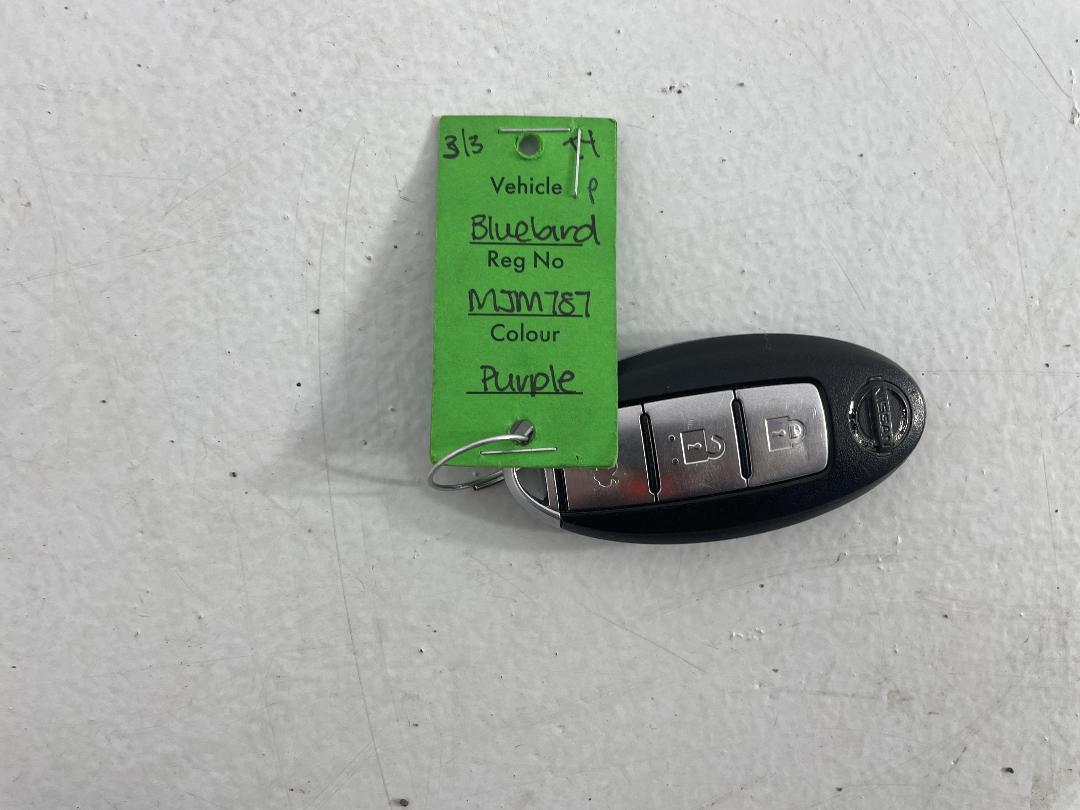 3/3
Vehicle P
Bluebird
Reg No
MJM787
Colour
Purple
NISSAN